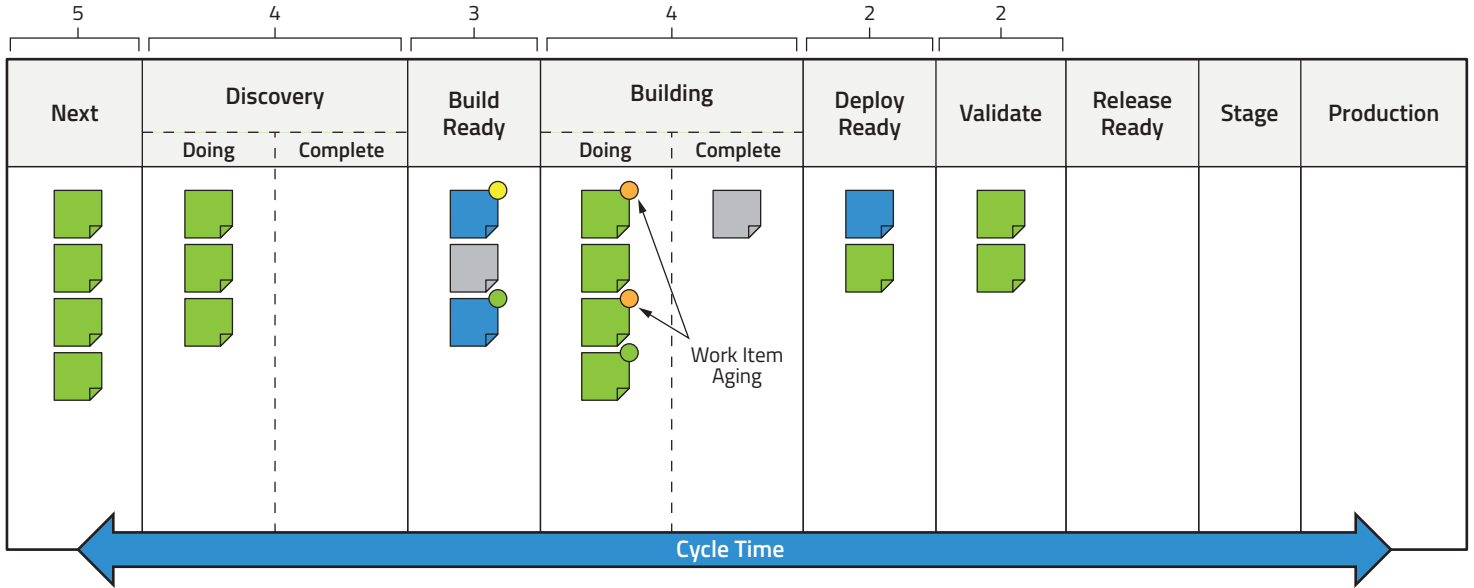 5
4
3
4
2
2
Next
Discovery
Build
Ready
Building
Deploy
Ready
Validate
Release
Ready
Stage
Production
Doing
Complete
Doing
Complete
Work Item
Aging
Cycle Time